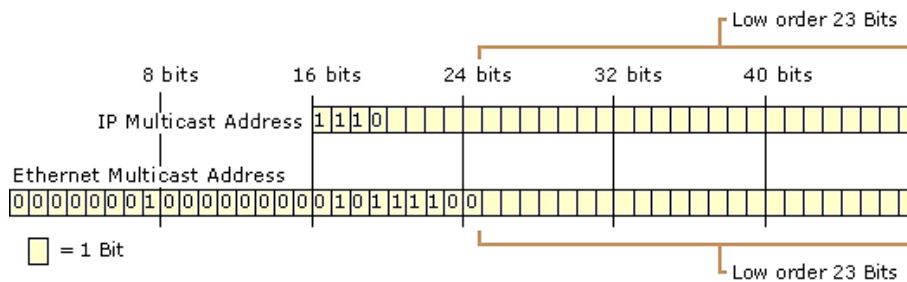 Low order 23 Bits
8 bits 16 bits 24 bits 32 bits 40 bits
IP Multicast Address 1 1 1 0
Ethernet Multicast Address
0 0 0 0 0 0 0 1 0 0 0 0 0 0 0 0 0 1 0 1 1 1 1 0 0
= 1 Bit
Low order 23 Bits